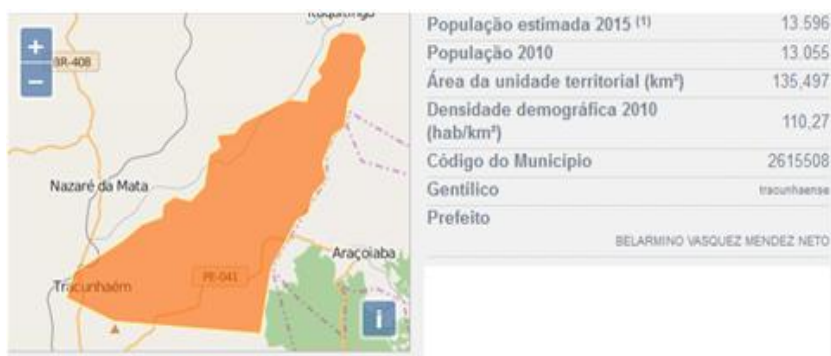 +
BR-408
−
Nazaré da Mata
Araçoiaba
PE-041
Tracunhaém
i
População estimada 2015 (1) 13.596
População 2010 13.055
Área da unidade territorial (km²) 135,497
Densidade demográfica 2010
(hab/km²) 110,27
Código do Município 2615508
Gentílico tracunhaense
Prefeito
BELARMINO VASQUEZ MENDEZ NETO